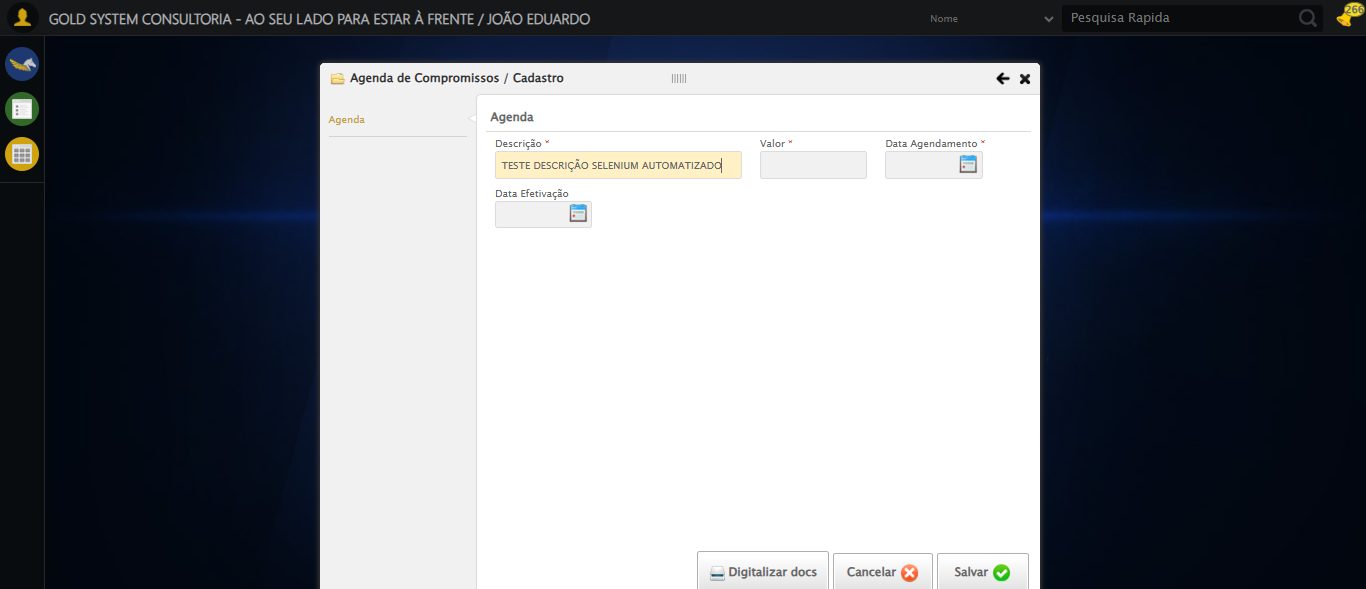 GOLD SYSTEM CONSULTORIA - AO SEU LADO PARA ESTAR À FRENTE / JOÃO EDUARDO
Nome
Pesquisa Rapida
266
Agenda de Compromissos / Cadastro
Agenda
Agenda
Descrição *
Valor *
Data Agendamento *
TESTE DESCRIÇÃO SELENIUM AUTOMATIZADO
Data Efetivação
Digitalizar docs
Cancelar
Salvar